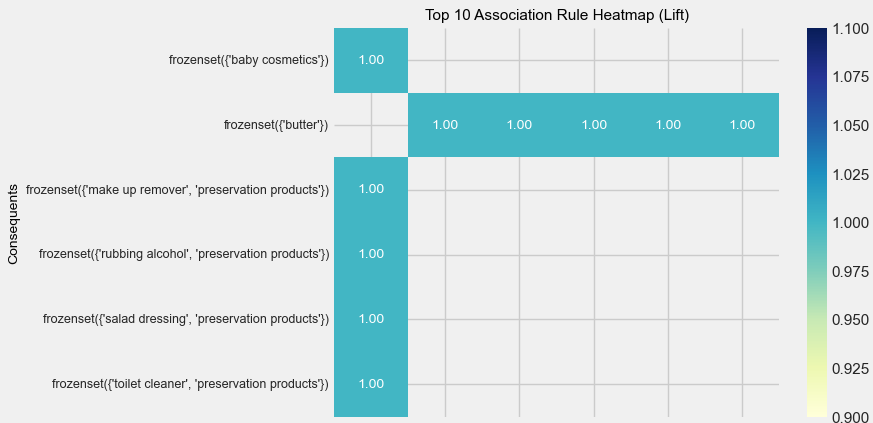 Top 10 Association Rule Heatmap (Lift)
Consequents
frozenset({'baby cosmetics'})
1.00
frozenset({'butter'})
1.00 1.00 1.00 1.00 1.00
frozenset({'make up remover', 'preservation products'})
1.00
frozenset({'rubbing alcohol', 'preservation products'})
1.00
frozenset({'salad dressing', 'preservation products'})
1.00
frozenset({'toilet cleaner', 'preservation products'})
1.00
1.100
1.075
1.050
1.025
1.000
0.975
0.950
0.925
0.900